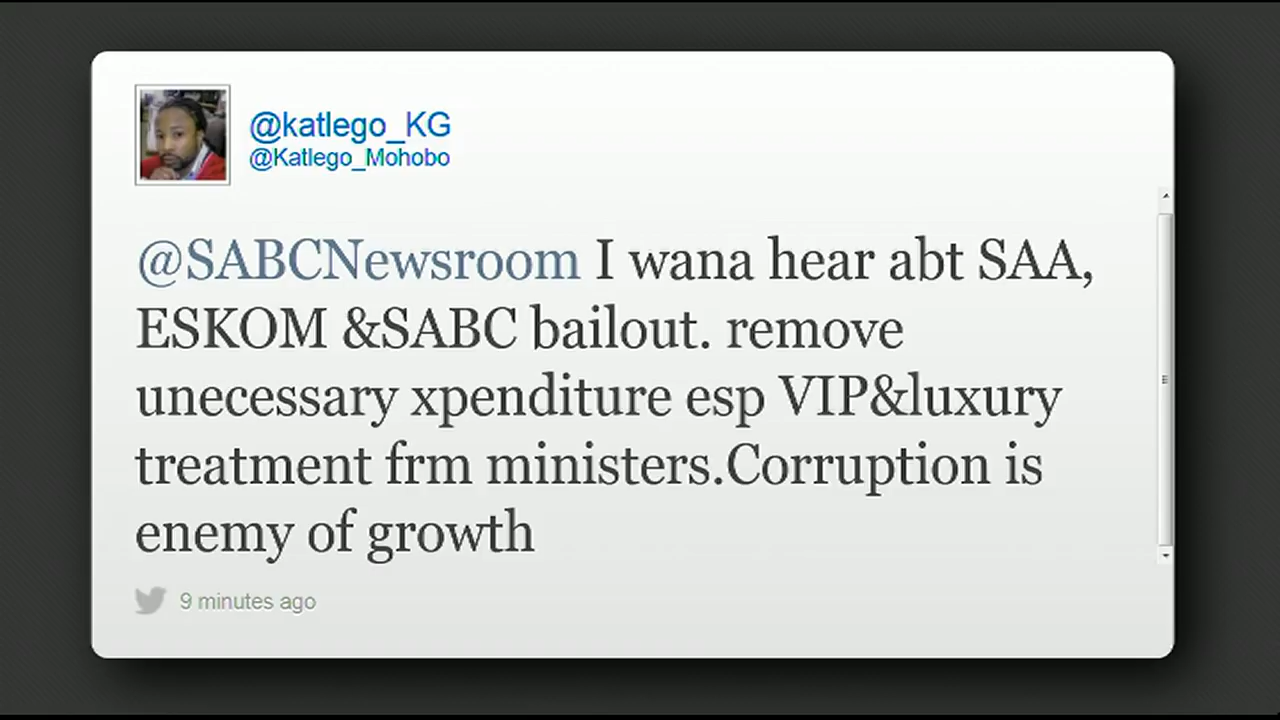 @katlego_KG
@Katlego_Mohobo
@SABCNewsroom I wana hear abt SAA,
ESKOM &SABC bailout. remove
unecessary xpenditure esp VIP&luxury
treatment frm ministers.Corruption is
enemy of growth
9 minutes ago